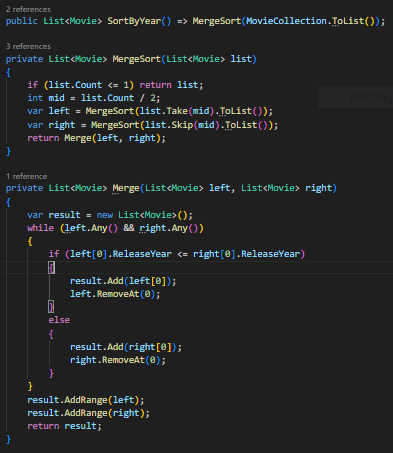 2 references
public List<Movie> SortByYear() => MergeSort(MovieCollection.ToList());
3 references
private List<Movie> MergeSort(List<Movie> list)
{
if (list.Count <= 1) return list;
int mid = list.Count / 2;
var left = MergeSort(list.Take(mid).ToList());
var right = MergeSort(list.Skip(mid).ToList());
return Merge(left, right);
}
1 reference
private List<Movie> Merge(List<Movie> left, List<Movie> right)
{
var result = new List<Movie>();
while (left.Any() && right.Any())
{
if (left[0].ReleaseYear <= right[0].ReleaseYear)
{
result.Add(left[0]);
left.RemoveAt(0);
}
else
{
result.Add(right[0]);
right.RemoveAt(0);
}
}
result.AddRange(left);
result.AddRange(right);
return result;
}